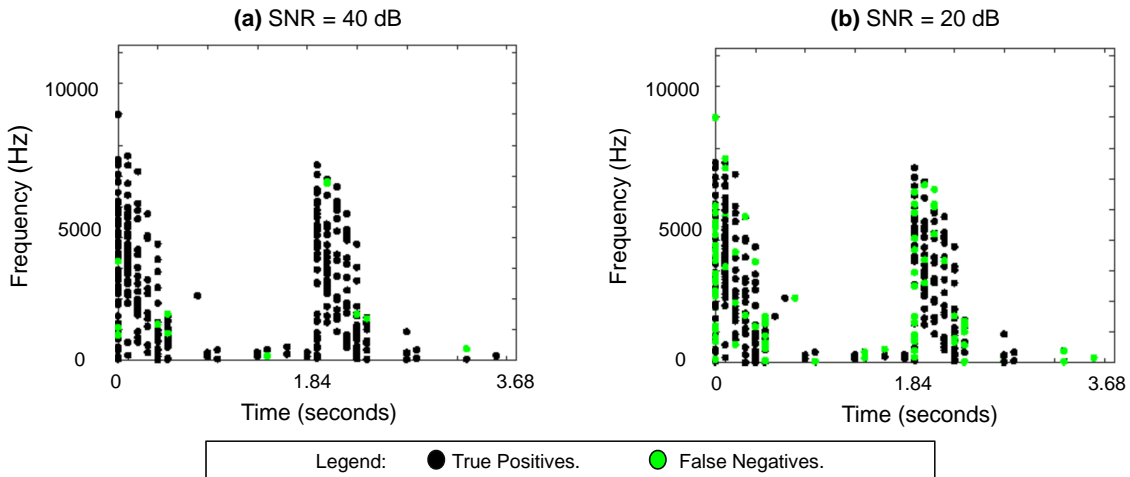 (a) SNR = 40 dB
(b) SNR = 20 dB
Frequency (Hz)
10000
5000
0
0
1.84
3.68
Time (seconds)
Frequency (Hz)
10000
5000
0
0
1.84
3.68
Time (seconds)
Legend: True Positives. False Negatives.